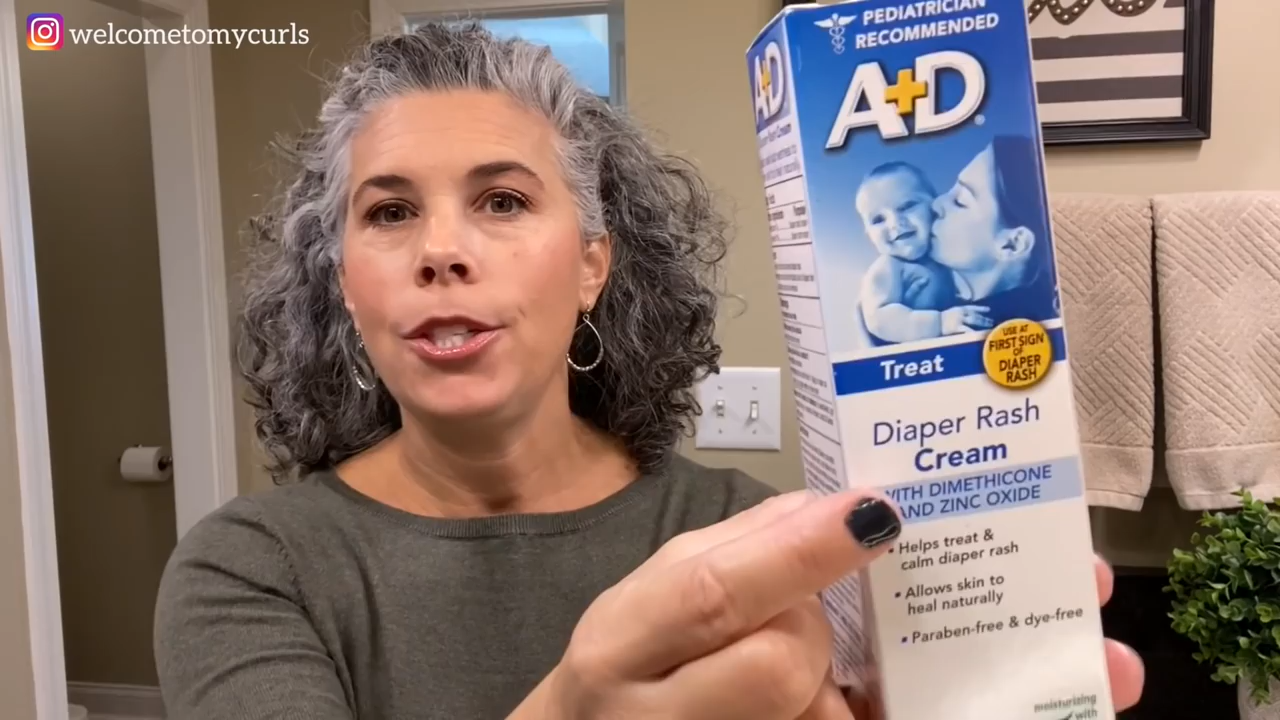 welcometomycurls
PEDIATRICIAN
RECOMMENDED
A+D
A+D
USE AT
FIRST SIGN
OF
DIAPER
RASH
Treat
Diaper Rash
Cream
WITH DIMETHICONE
AND ZINC OXIDE
• Helps treat &
calm diaper rash
• Allows skin to
heal naturally
• Paraben-free & dye-free
moisturizing
with